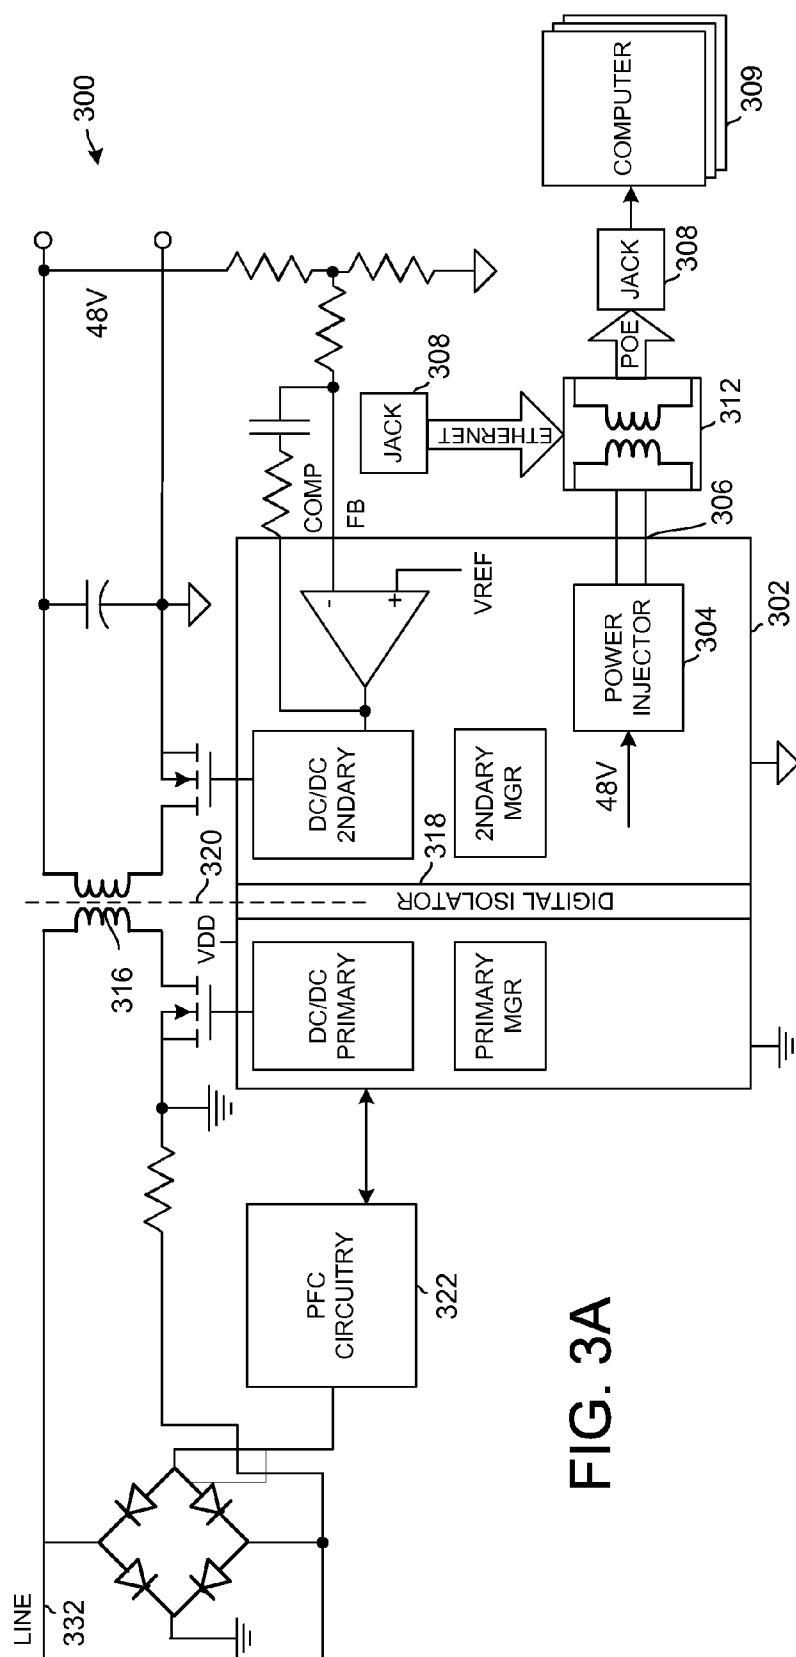 300
LINE
332
316
320
VDD
48V
COMP
FB
VREF
DC/DC
PRIMARY
DC/DC
2NDARY
PRIMARY
MGR
2NDARY
MGR
DIGITAL ISOLATOR
318
PFC
CIRCUITRY
322
48V
POWER
INJECTOR
304
302
306
JACK
308
ETHERNET
312
POE
JACK
308
COMPUTER
309
FIG. 3A